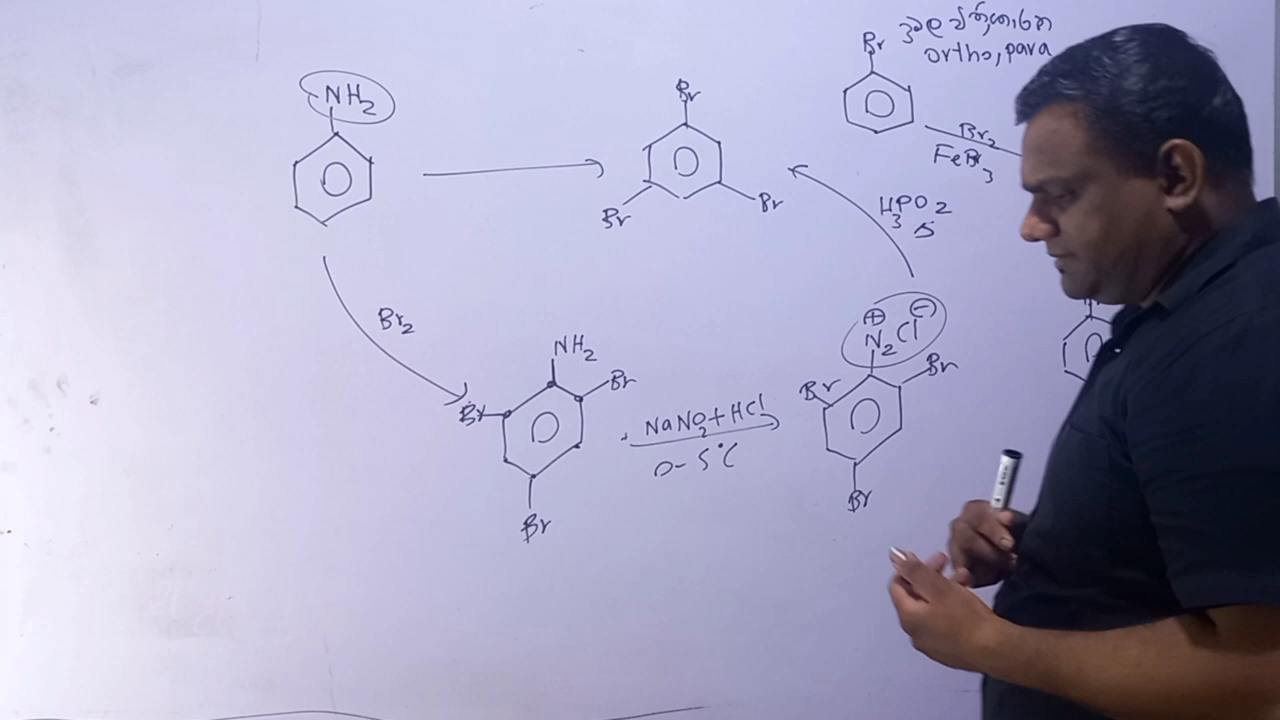 NH2
Br
Br
Br
Br
ortho, para
Br2
FeBr3
H3PO2
Δ
Br2
NH2
Br
Br
Br
NaNO2+HCl
0-5°C
⊕ ⊖
N2Cl
Br
Br
Br